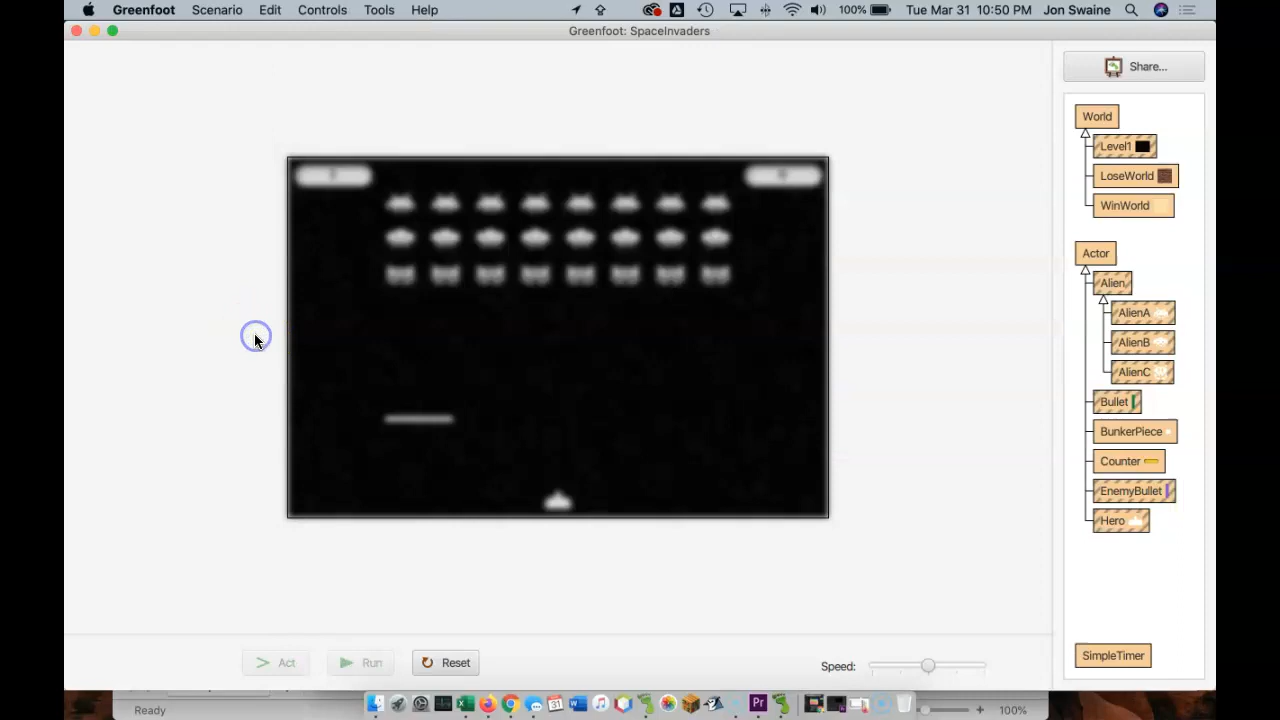 Greenfoot Scenario Edit Controls Tools Help 100% Tue Mar 31 10:50 PM Jon Swaine
Greenfoot: SpaceInvaders
Share...
World
Level1
LoseWorld
WinWorld
Actor
Alien
AlienA
AlienB
AlienC
Bullet
BunkerPiece
Counter
EnemyBullet
Hero
SimpleTimer
Act Run Reset Speed:
Ready 100%